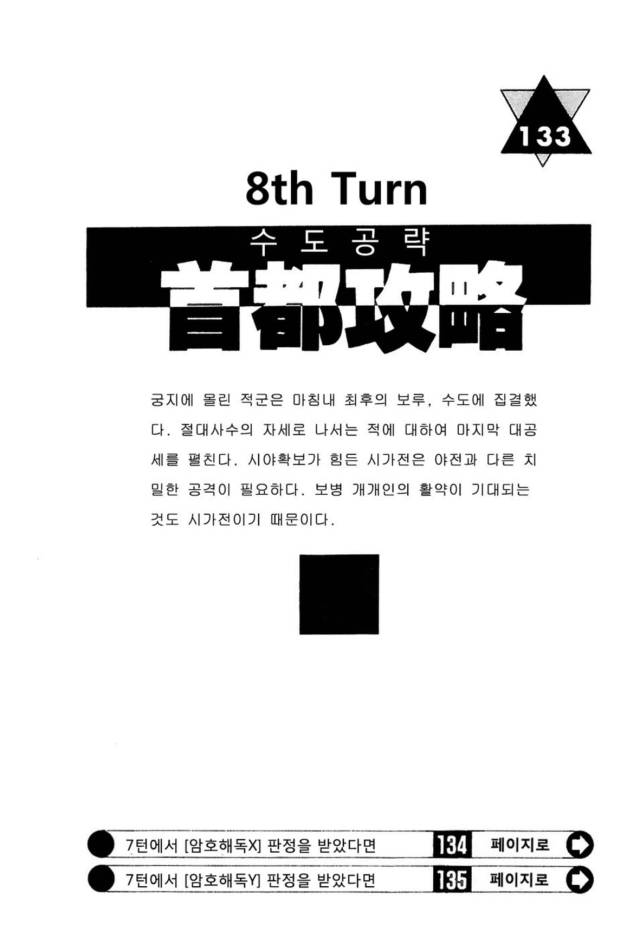 133
8th Turn
수도공략
首都攻略
궁지에 몰린 적군은 마침내 최후의 보루, 수도에 집결했
다. 절대사수의 자세로 나서는 적에 대하여 마지막 대공
세를 펼친다. 시야확보가 힘든 시가전은 야전과 다른 치
밀한 공격이 필요하다. 보병 개개인의 활약이 기대되는
것도 시가전이기 때문이다.
7턴에서 [암호해독X] 판정을 받았다면 134 페이지로
7턴에서 [암호해독Y] 판정을 받았다면 135 페이지로